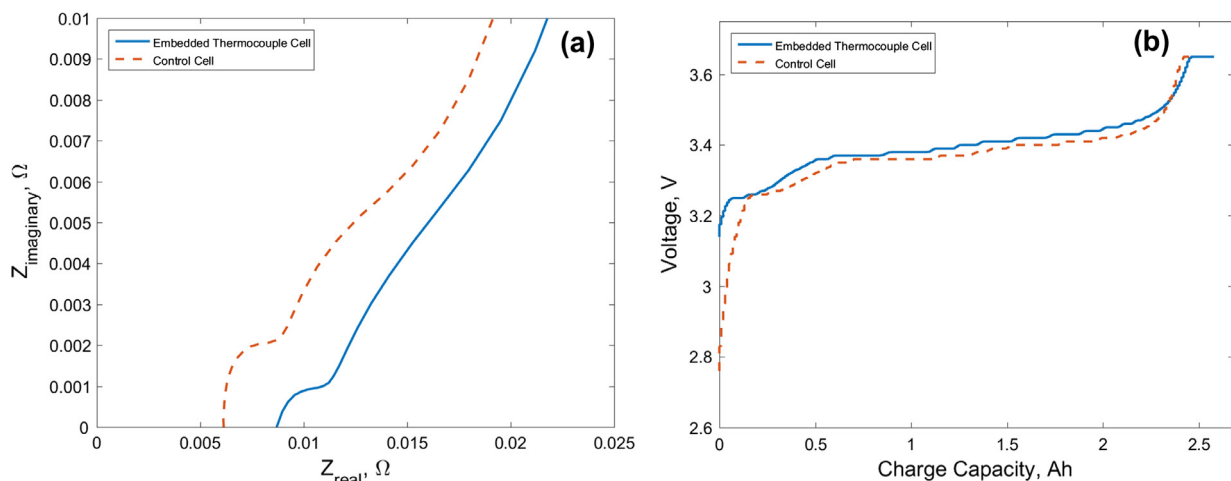 (a)
Embedded Thermocouple Cell
Control Cell
Z_imaginary, Ω
0.01
0.009
0.008
0.007
0.006
0.005
0.004
0.003
0.002
0.001
0
0 0.005 0.01 0.015 0.02 0.025
Z_real, Ω
(b)
Embedded Thermocouple Cell
Control Cell
Voltage, V
3.6
3.4
3.2
3
2.8
2.6
0 0.5 1 1.5 2 2.5
Charge Capacity, Ah